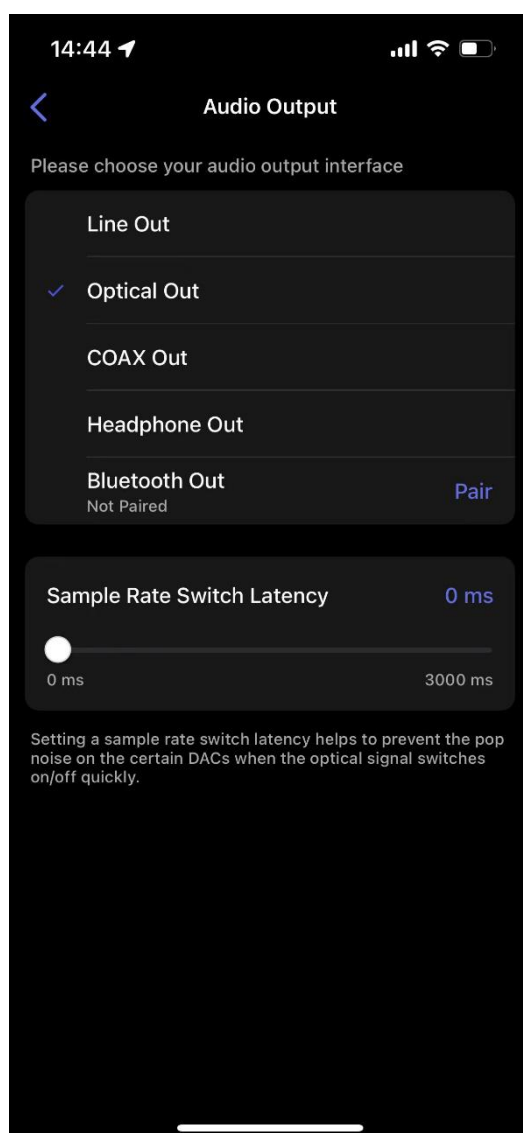 14:44
Audio Output
Please choose your audio output interface
Line Out
Optical Out
COAX Out
Headphone Out
Bluetooth Out
Not Paired
Pair
Sample Rate Switch Latency
0 ms
0 ms
3000 ms
Setting a sample rate switch latency helps to prevent the pop
noise on the certain DACs when the optical signal switches
on/off quickly.